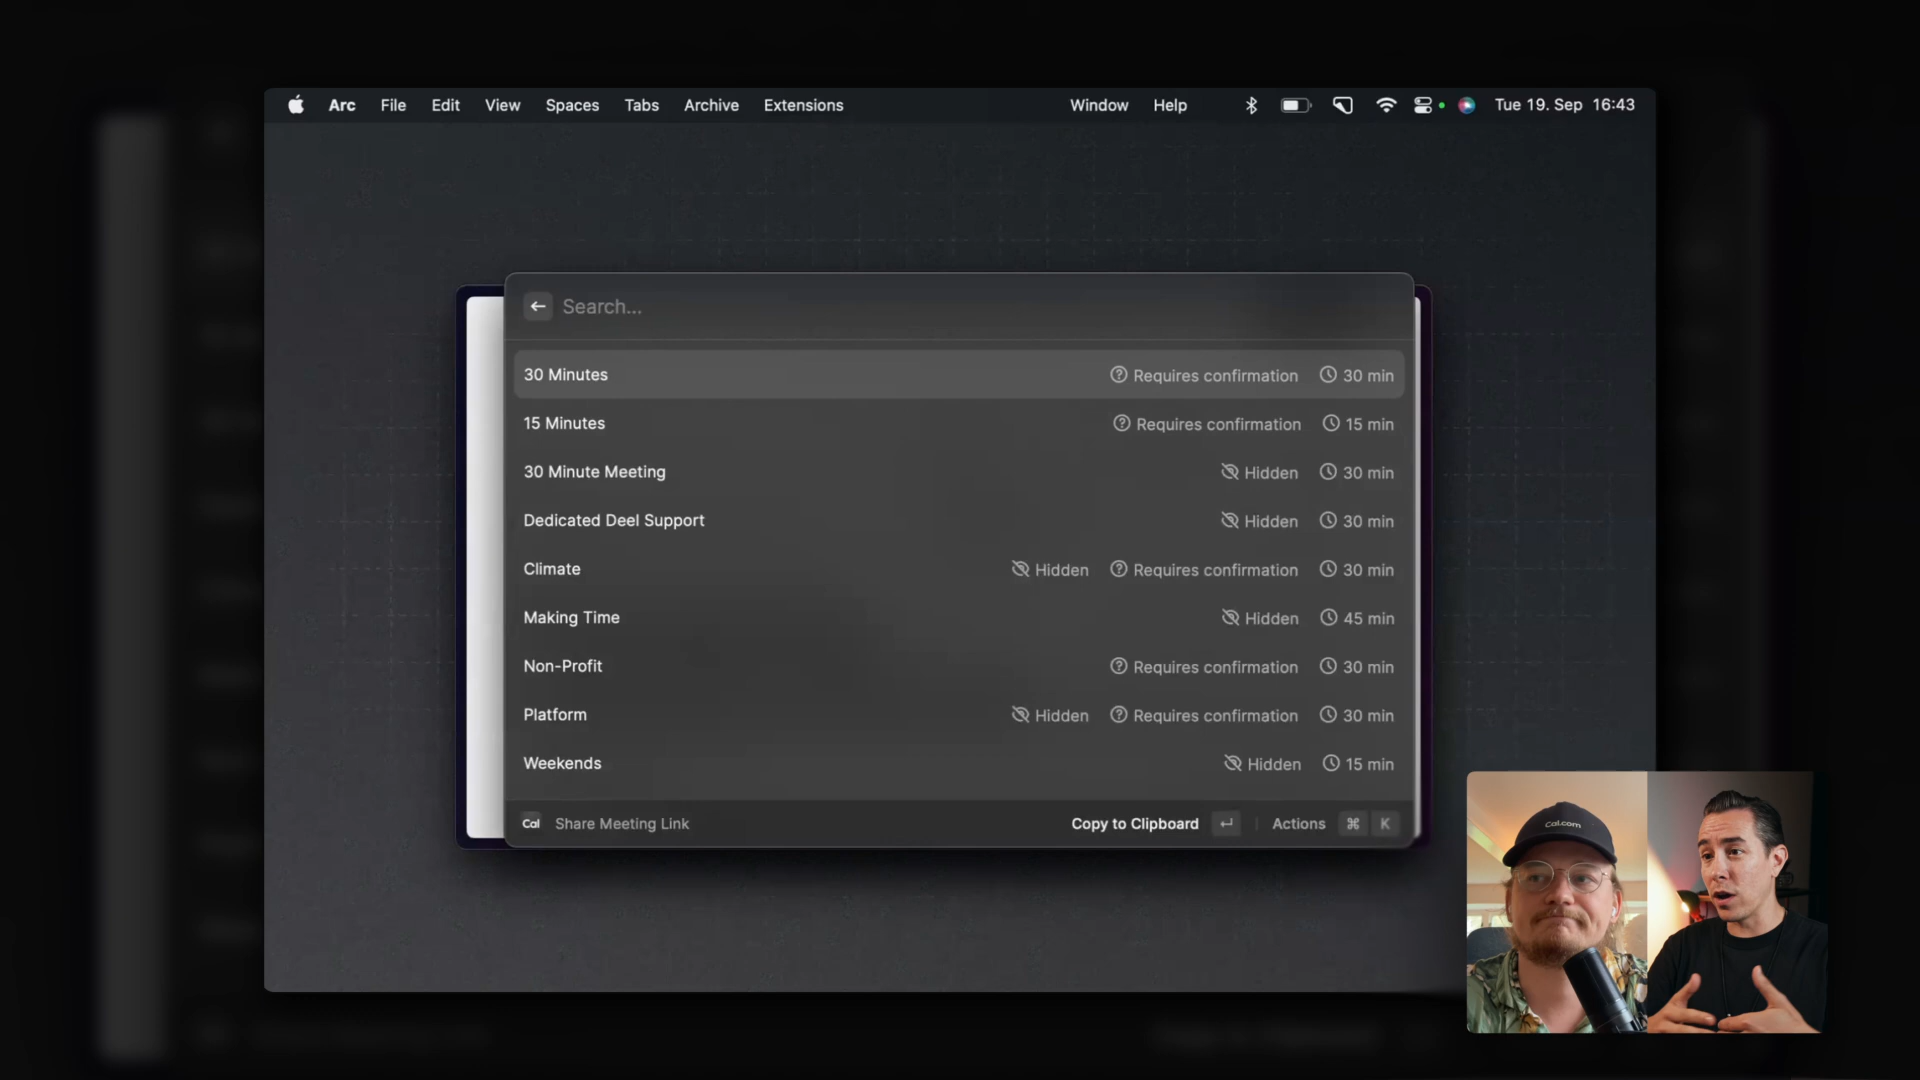 Arc File Edit View Spaces Tabs Archive Extensions Window Help Tue 19. Sep 16:43
Search...
30 Minutes Requires confirmation 30 min
15 Minutes Requires confirmation 15 min
30 Minute Meeting Hidden 30 min
Dedicated Deel Support Hidden 30 min
Climate Hidden Requires confirmation 30 min
Making Time Hidden 45 min
Non-Profit Requires confirmation 30 min
Platform Hidden Requires confirmation 30 min
Weekends Hidden 15 min
Cal Share Meeting Link Copy to Clipboard ↵ Actions ⌘ K
Cal.com